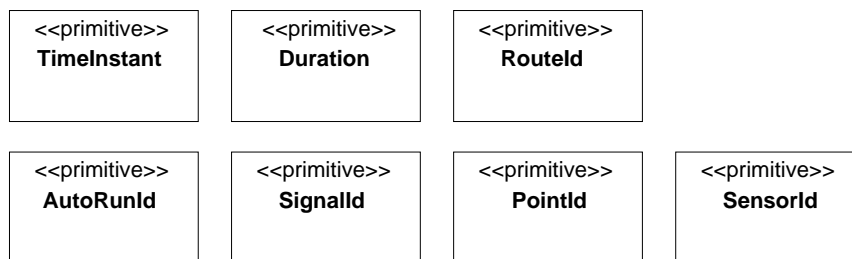 <<primitive>>
TimeInstant
<<primitive>>
Duration
<<primitive>>
RouteId
<<primitive>>
AutoRunId
<<primitive>>
SignalId
<<primitive>>
PointId
<<primitive>>
SensorId